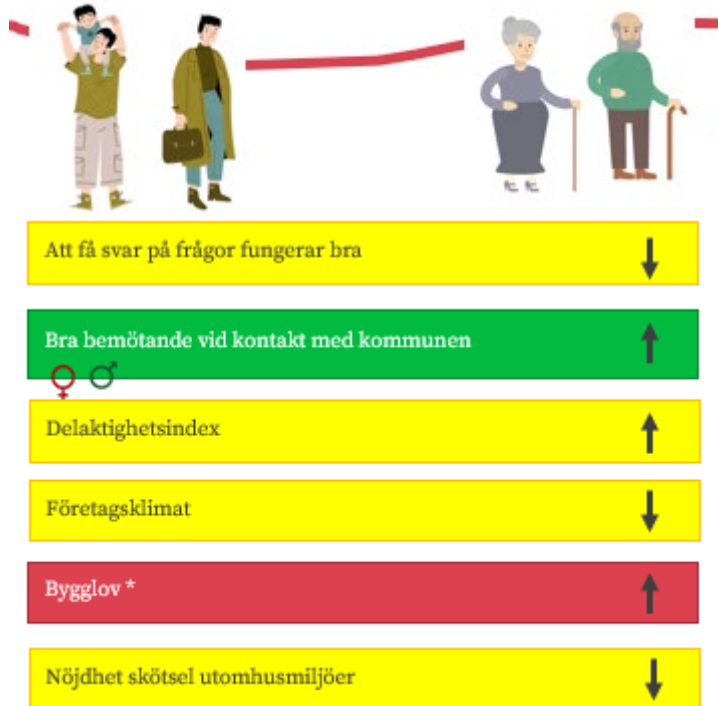 Att få svar på frågor fungerar bra
Bra bemötande vid kontakt med kommunen
Delaktighetsindex
Företagsklimat
Bygglov *
Nöjdhet skötsel utomhusmiljöer